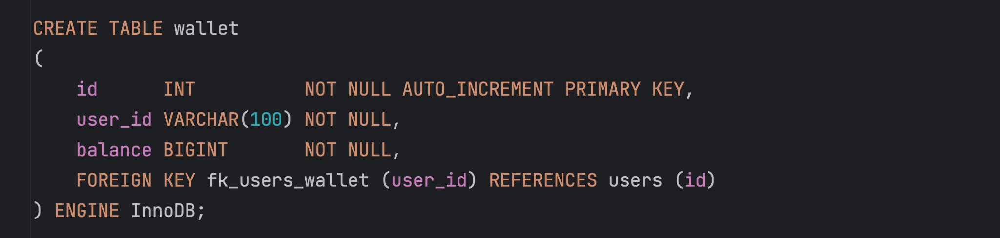 CREATE TABLE wallet
(
    id      INT          NOT NULL AUTO_INCREMENT PRIMARY KEY,
    user_id VARCHAR(100) NOT NULL,
    balance BIGINT       NOT NULL,
    FOREIGN KEY fk_users_wallet (user_id) REFERENCES users (id)
) ENGINE InnoDB;